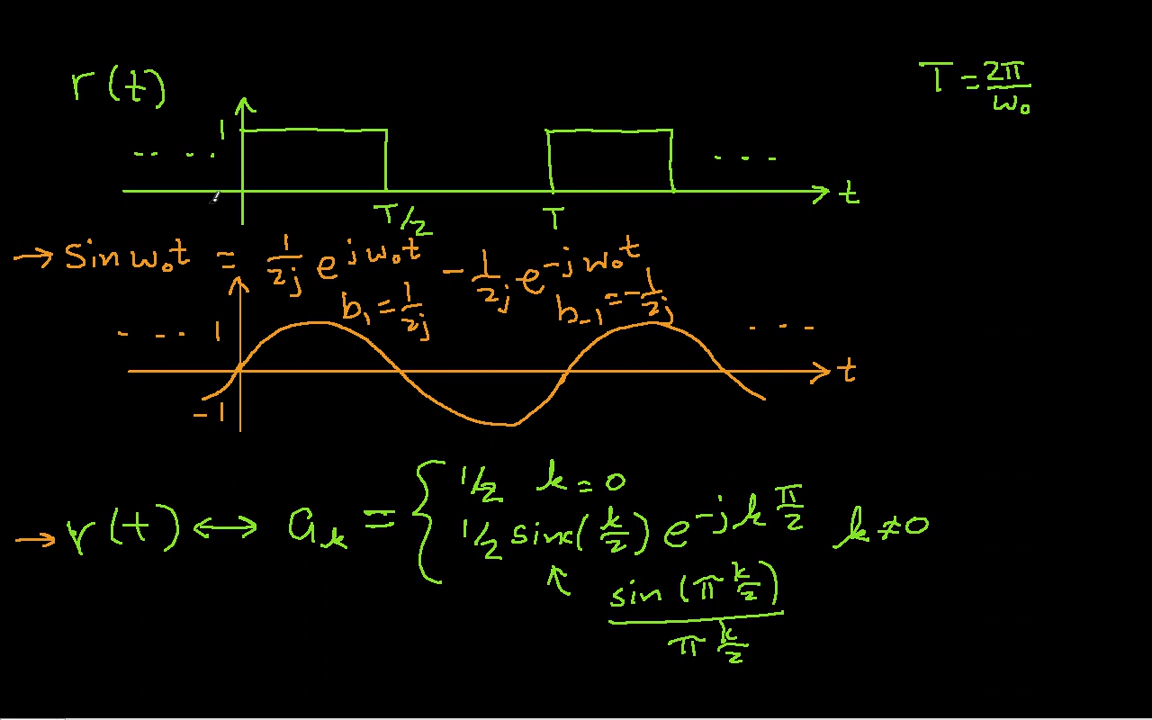 r(t)
T = 2π/ω₀
1
.. .. ...
T/2 T t
→ sin ω₀t = 1/2j e^{jω₀t} - 1/2j e^{-jω₀t}
b₁ = 1/2j b₋₁ = -1/2j
. ... 1 ...
t
-1
→ r(t) ↔ aₖ = { 1/2 k = 0
1/2 sinc(k/2) e^{-jkπ/2} k ≠ 0
↑ sin(π k/2)
π k/2